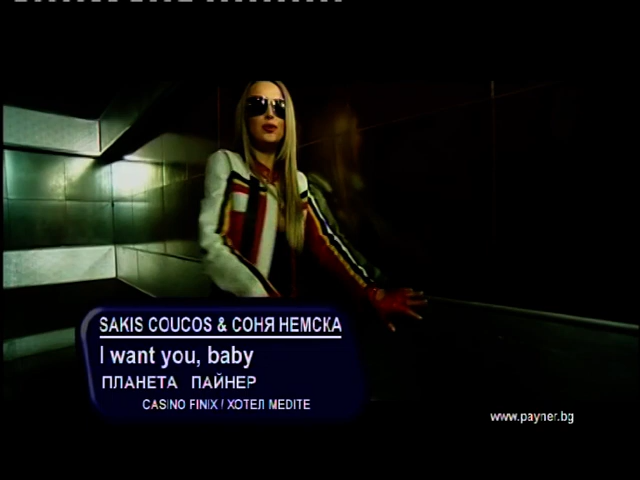 SAKIS COUCOS & СОНЯ НЕМСКА
I want you, baby
ПЛАНЕТА ПАЙНЕР
CASINO FINIX / ХОТЕЛ MEDITE
www.payner.bg